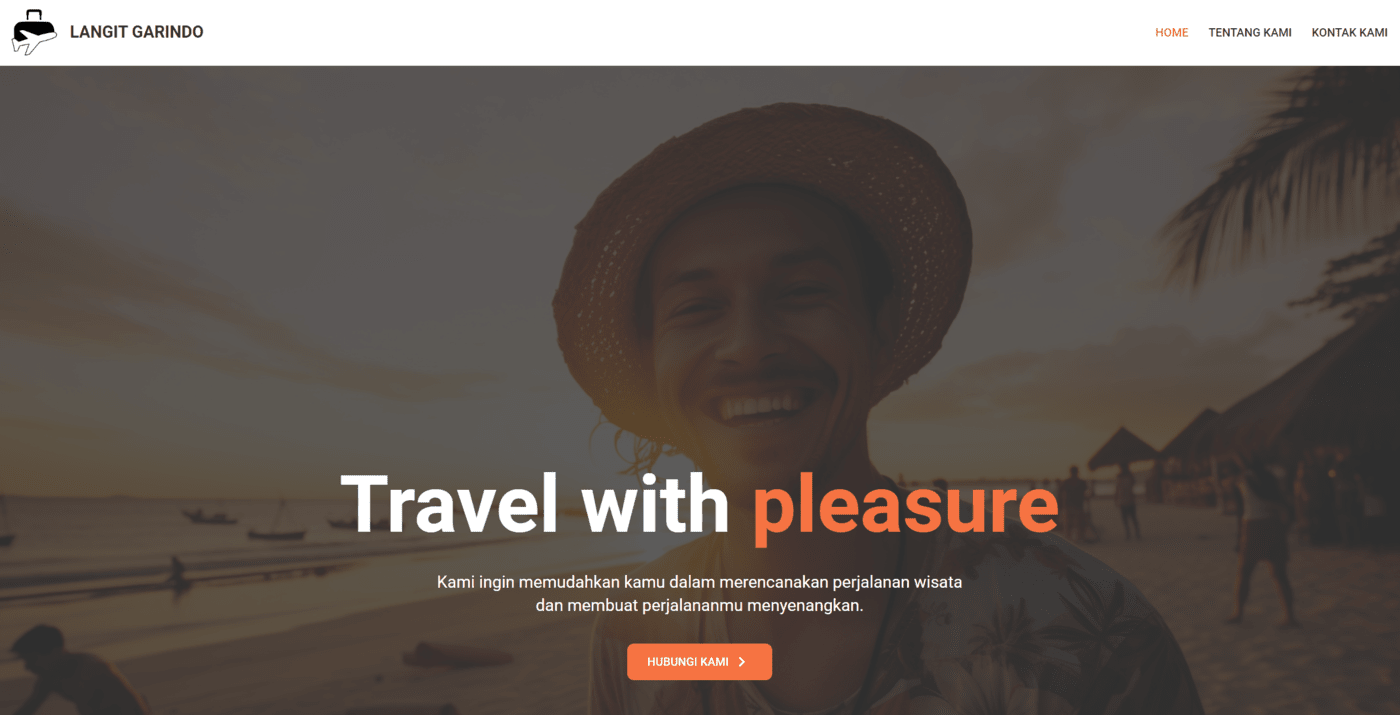 LANGIT GARINDO
HOME TENTANG KAMI KONTAK KAMI
Travel with pleasure
Kami ingin memudahkan kamu dalam merencanakan perjalanan wisata
dan membuat perjalananmu menyenangkan.
HUBUNGI KAMI